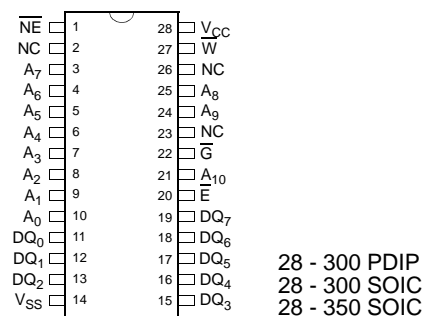 N̅E̅ 1 28 V_CC
NC 2 27 W̅
A₇ 3 26 NC
A₆ 4 25 A₈
A₅ 5 24 A₉
A₄ 6 23 NC
A₃ 7 22 G̅
A₂ 8 21 A₁₀
A₁ 9 20 E̅
A₀ 10 19 DQ₇
DQ₀ 11 18 DQ₆
DQ₁ 12 17 DQ₅
DQ₂ 13 16 DQ₄
V_SS 14 15 DQ₃
28 - 300 PDIP
28 - 300 SOIC
28 - 350 SOIC